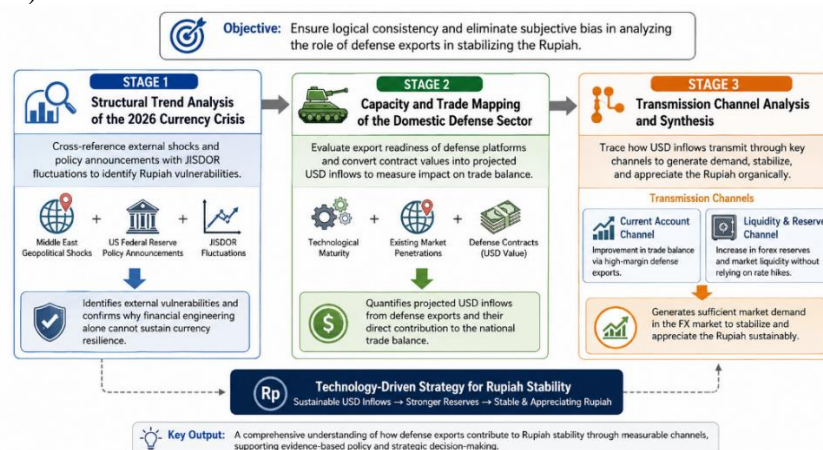 Objective: Ensure logical consistency and eliminate subjective bias in analyzing
the role of defense exports in stabilizing the Rupiah.
STAGE 1
Structural Trend Analysis
of the 2026 Currency Crisis
Cross-reference external shocks and
policy announcements with JISDOR
fluctuations to identify Rupiah vulnerabilities.
Middle East
Geopolitical Shocks
+
US Federal Reserve
Policy Announcements
+
JISDOR
Fluctuations
Identifies external vulnerabilities and
confirms why financial engineering
alone cannot sustain currency
resilience.
STAGE 2
Capacity and Trade Mapping
of the Domestic Defense Sector
Evaluate export readiness of defense platforms
and convert contract values into projected
USD inflows to measure impact on trade balance.
Technological
Maturity
+
Existing Market
Penetrations
+
Defense Contracts
(USD Value)
$
Quantifies projected USD inflows
from defense exports and their
direct contribution to the national
trade balance.
STAGE 3
Transmission Channel Analysis
and Synthesis
Trace how USD inflows transmit through key
channels to generate demand, stabilize,
and appreciate the Rupiah organically.
Transmission Channels
Current Account
Channel
Improvement in trade balance
via high-margin defense
exports.
Liquidity & Reserve
Channel
Increase in forex reserves
and market liquidity without
relying on rate hikes.
Generates sufficient market demand
in the FX market to stabilize and
appreciate the Rupiah sustainably.
Rp
Technology-Driven Strategy for Rupiah Stability
Sustainable USD Inflows → Stronger Reserves → Stable & Appreciating Rupiah
Key Output: A comprehensive understanding of how defense exports contribute to Rupiah stability through measurable channels,
supporting evidence-based policy and strategic decision-making.